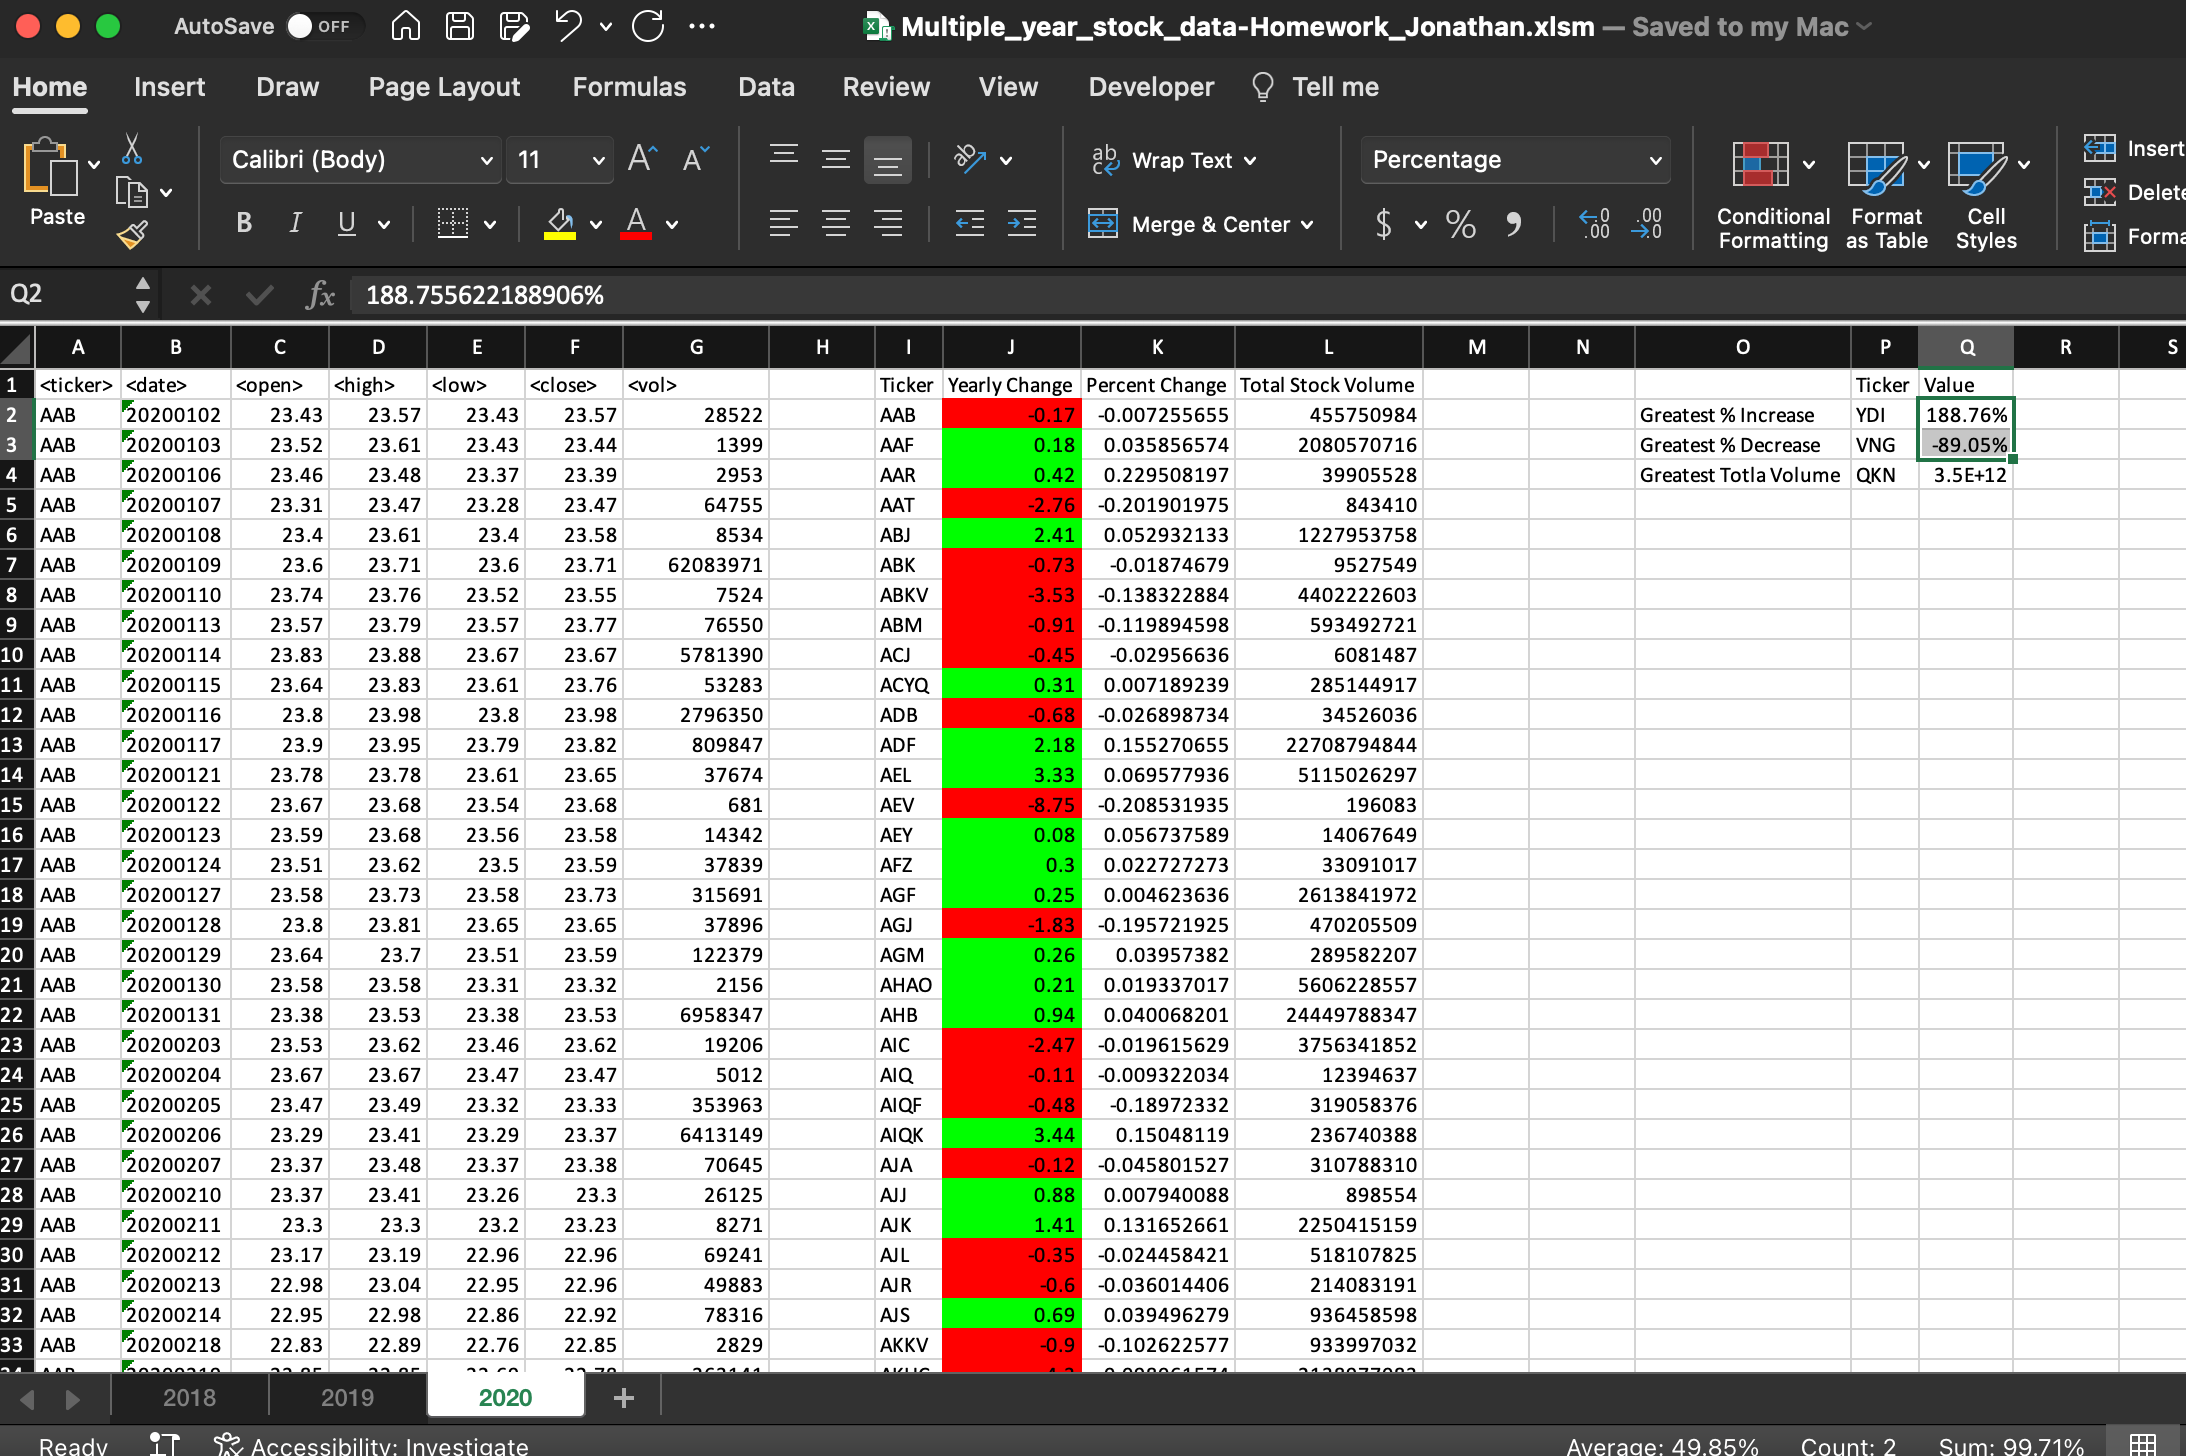 AutoSave OFF Multiple_year_stock_data-Homework_Jonathan.xlsm — Saved to my Mac
Home Insert Draw Page Layout Formulas Data Review View Developer Tell me
Paste Calibri (Body) 11 Wrap Text Percentage Insert
Merge & Center Conditional Formatting Format as Table Cell Styles Delete
Q2 fx 188.755622188906%
A B C D E F G H I J K L M N O P Q R S
1 <ticker> <date> <open> <high> <low> <close> <vol> Ticker Yearly Change Percent Change Total Stock Volume Ticker Value
2 AAB 20200102 23.43 23.57 23.43 23.57 28522 AAB -0.17 -0.007255655 455750984 Greatest % Increase YDI 188.76%
3 AAB 20200103 23.52 23.61 23.43 23.44 1399 AAF 0.18 0.035856574 2080570716 Greatest % Decrease VNG -89.05%
4 AAB 20200106 23.46 23.48 23.37 23.39 2953 AAR 0.42 0.229508197 39905528 Greatest Totla Volume QKN 3.5E+12
5 AAB 20200107 23.31 23.47 23.28 23.47 64755 AAT -2.76 -0.201901975 843410
6 AAB 20200108 23.4 23.61 23.4 23.58 8534 ABJ 2.41 0.052932133 1227953758
7 AAB 20200109 23.6 23.71 23.6 23.71 62083971 ABK -0.73 -0.01874679 9527549
8 AAB 20200110 23.74 23.76 23.52 23.55 7524 ABKV -3.53 -0.138322884 4402222603
9 AAB 20200113 23.57 23.79 23.57 23.77 76550 ABM -0.91 -0.119894598 593492721
10 AAB 20200114 23.83 23.88 23.67 23.67 5781390 ACJ -0.45 -0.02956636 6081487
11 AAB 20200115 23.64 23.83 23.61 23.76 53283 ACYQ 0.31 0.007189239 285144917
12 AAB 20200116 23.8 23.98 23.8 23.98 2796350 ADB -0.68 -0.026898734 34526036
13 AAB 20200117 23.9 23.95 23.79 23.82 809847 ADF 2.18 0.155270655 22708794844
14 AAB 20200121 23.78 23.78 23.61 23.65 37674 AEL 3.33 0.069577936 5115026297
15 AAB 20200122 23.67 23.68 23.54 23.68 681 AEV -8.75 -0.208531935 196083
16 AAB 20200123 23.59 23.68 23.56 23.58 14342 AEY 0.08 0.056737589 14067649
17 AAB 20200124 23.51 23.62 23.5 23.59 37839 AFZ 0.3 0.022727273 33091017
18 AAB 20200127 23.58 23.73 23.58 23.73 315691 AGF 0.25 0.004623636 2613841972
19 AAB 20200128 23.8 23.81 23.65 23.65 37896 AGJ -1.83 -0.195721925 470205509
20 AAB 20200129 23.64 23.7 23.51 23.59 122379 AGM 0.26 0.03957382 289582207
21 AAB 20200130 23.58 23.58 23.31 23.32 2156 AHAO 0.21 0.019337017 5606228557
22 AAB 20200131 23.38 23.53 23.38 23.53 6958347 AHB 0.94 0.040068201 24449788347
23 AAB 20200203 23.53 23.62 23.46 23.62 19206 AIC -2.47 -0.019615629 3756341852
24 AAB 20200204 23.67 23.67 23.47 23.47 5012 AIQ -0.11 -0.009322034 12394637
25 AAB 20200205 23.47 23.49 23.32 23.33 353963 AIQF -0.48 -0.18972332 319058376
26 AAB 20200206 23.29 23.41 23.29 23.37 6413149 AIQK 3.44 0.15048119 236740388
27 AAB 20200207 23.37 23.48 23.37 23.38 70645 AJA -0.12 -0.045801527 310788310
28 AAB 20200210 23.37 23.41 23.26 23.3 26125 AJJ 0.88 0.007940088 898554
29 AAB 20200211 23.3 23.3 23.2 23.23 8271 AJK 1.41 0.131652661 2250415159
30 AAB 20200212 23.17 23.19 22.96 22.96 69241 AJL -0.35 -0.024458421 518107825
31 AAB 20200213 22.98 23.04 22.95 22.96 49883 AJR -0.6 -0.036014406 214083191
32 AAB 20200214 22.95 22.98 22.86 22.92 78316 AJS 0.69 0.039496279 936458598
33 AAB 20200218 22.83 22.89 22.76 22.85 2829 AKKV -0.9 -0.102622577 933997032
2018 2019 2020 +
Ready Accessibility: Investigate Average: 49.85% Count: 2 Sum: 99.71%